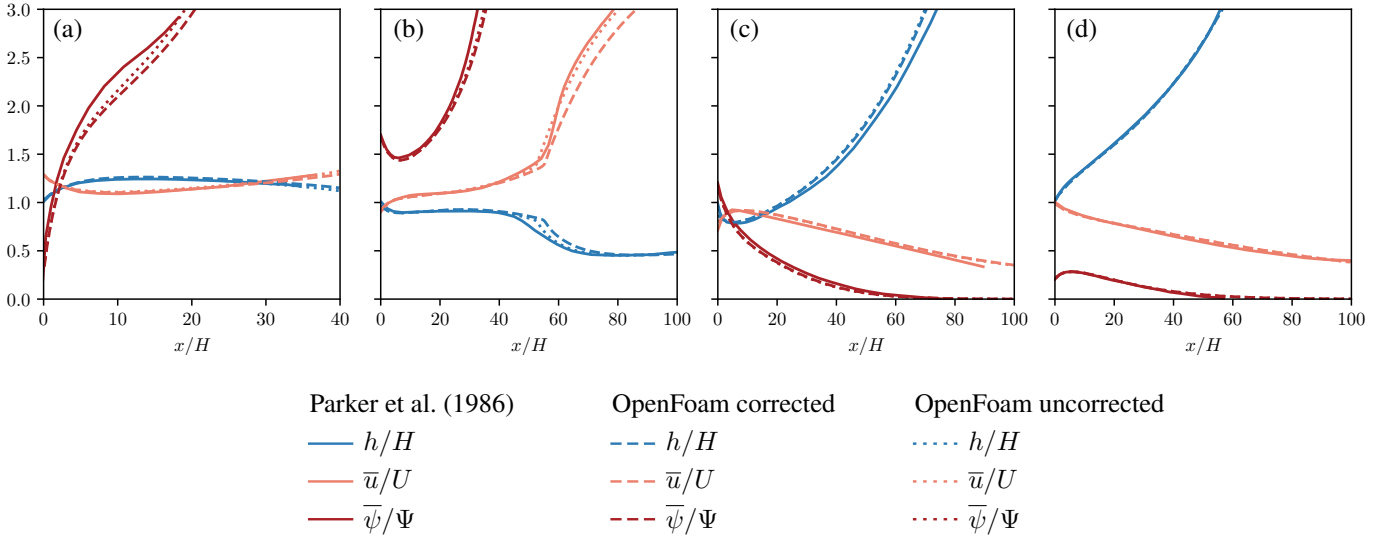 (a) (b) (c) (d)
3.0
2.5
2.0
1.5
1.0
0.5
0.0
0 10 20 30 40 0 20 40 60 80 100 0 20 40 60 80 100 0 20 40 60 80 100
x/H x/H x/H x/H
Parker et al. (1986) OpenFoam corrected OpenFoam uncorrected
h/H h/H h/H
u̅/U u̅/U u̅/U
ψ̅/Ψ ψ̅/Ψ ψ̅/Ψ